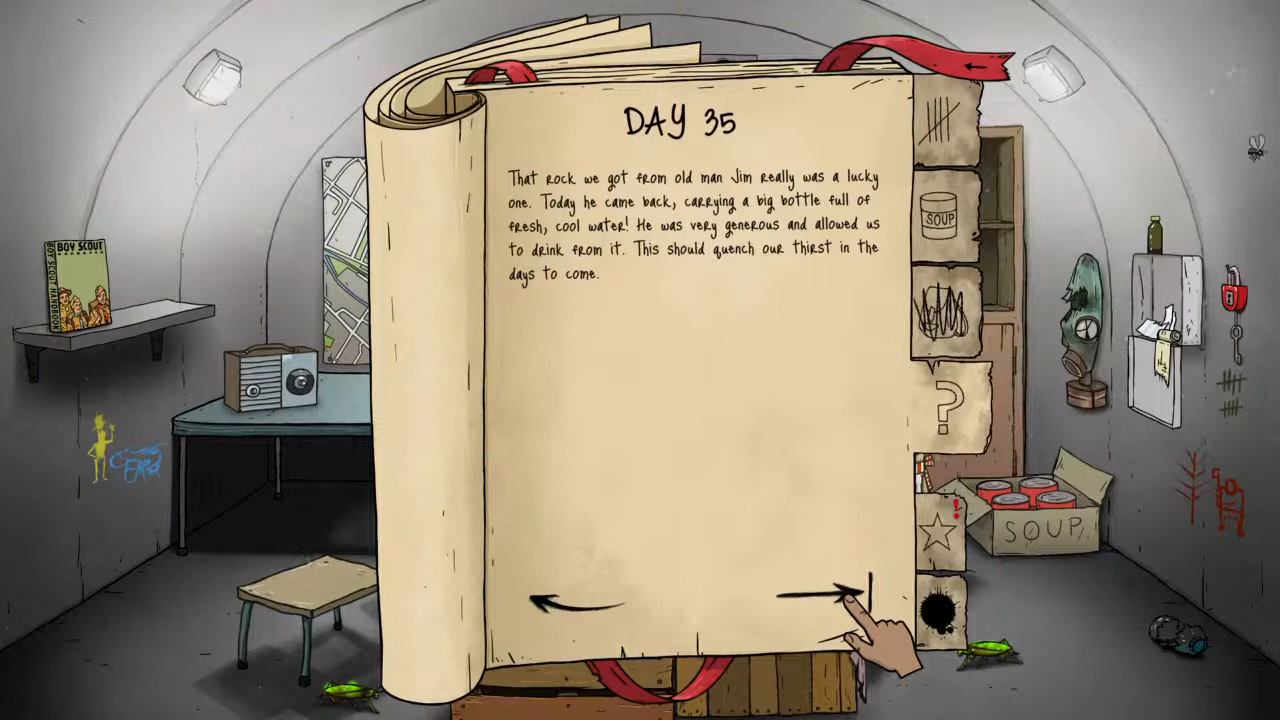 DAY 35
That rock we got from old man Jim really was a lucky
one. Today he came back, carrying a big bottle full of
fresh, cool water! He was very generous and allowed us
to drink from it. This should quench our thirst in the
days to come.
SOUP
?
!
BOY SCOUT
HANDBOOK
BOY SCOUT HANDBOOK
SOUP